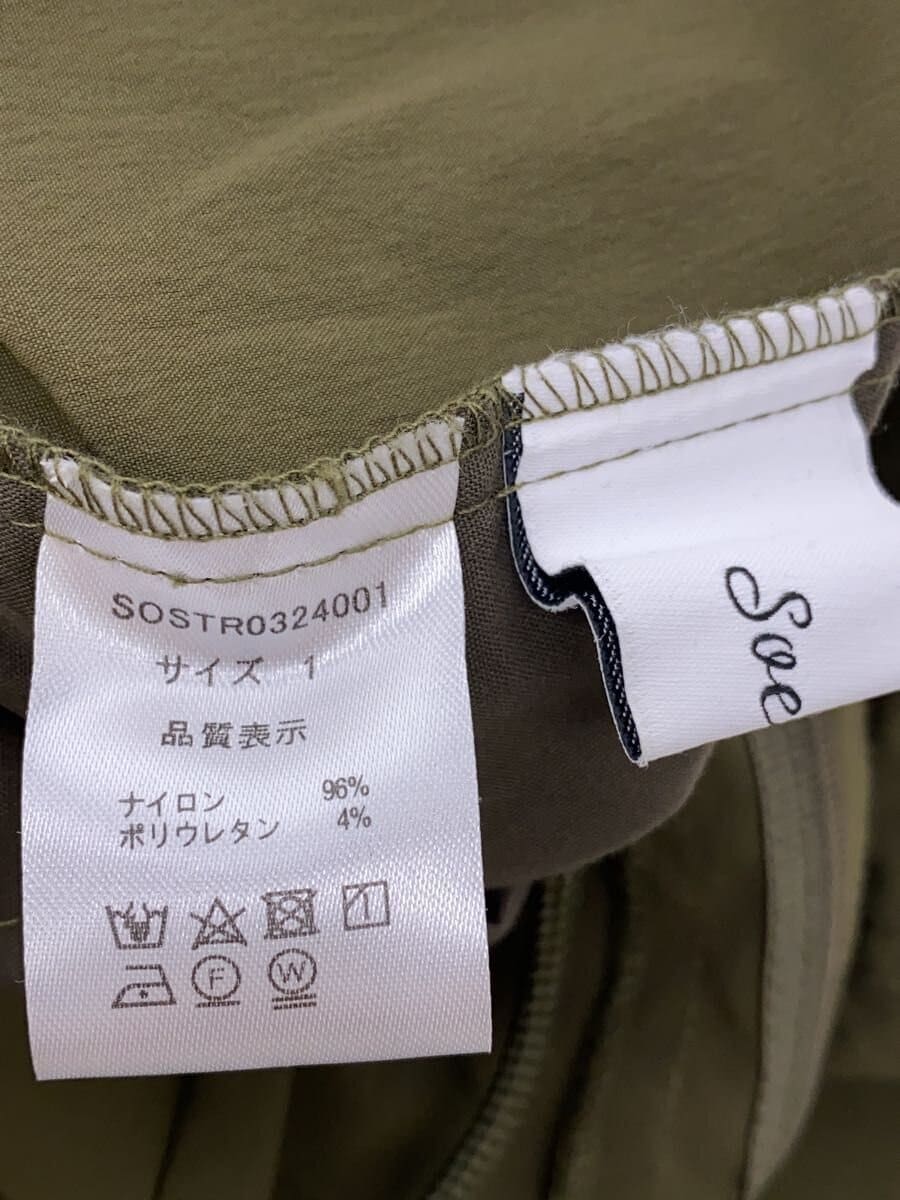 SOSTR0324001
サイズ 1
品質表示
ナイロン 96%
ポリウレタン 4%
F W
Soe